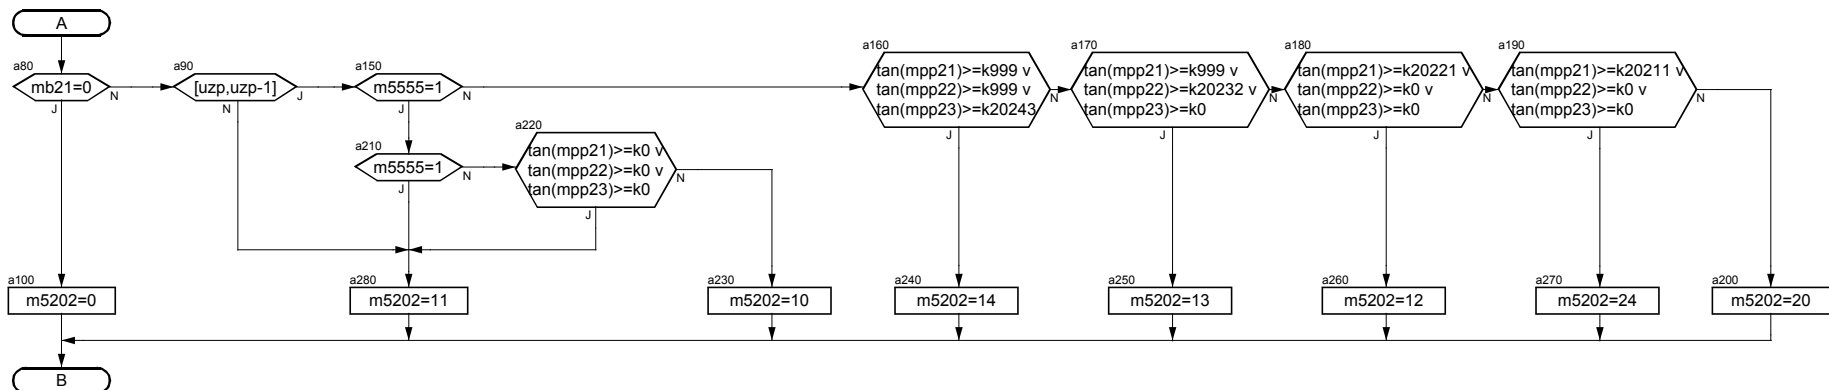 A
a80
mb21=0
N
J
a90
[uzp,uzp-1]
J
N
a150
m5555=1
N
J
a160
tan(mpp21)>=k999 v
tan(mpp22)>=k999 v
tan(mpp23)>=k20243
N
J
a170
tan(mpp21)>=k999 v
tan(mpp22)>=k20232 v
tan(mpp23)>=k0
N
J
a180
tan(mpp21)>=k20221 v
tan(mpp22)>=k0 v
tan(mpp23)>=k0
N
J
a190
tan(mpp21)>=k20211 v
tan(mpp22)>=k0 v
tan(mpp23)>=k0
N
J
a210
m5555=1
N
J
a220
tan(mpp21)>=k0 v
tan(mpp22)>=k0 v
tan(mpp23)>=k0
N
J
a100
m5202=0
a280
m5202=11
a230
m5202=10
a240
m5202=14
a250
m5202=13
a260
m5202=12
a270
m5202=24
a200
m5202=20
B